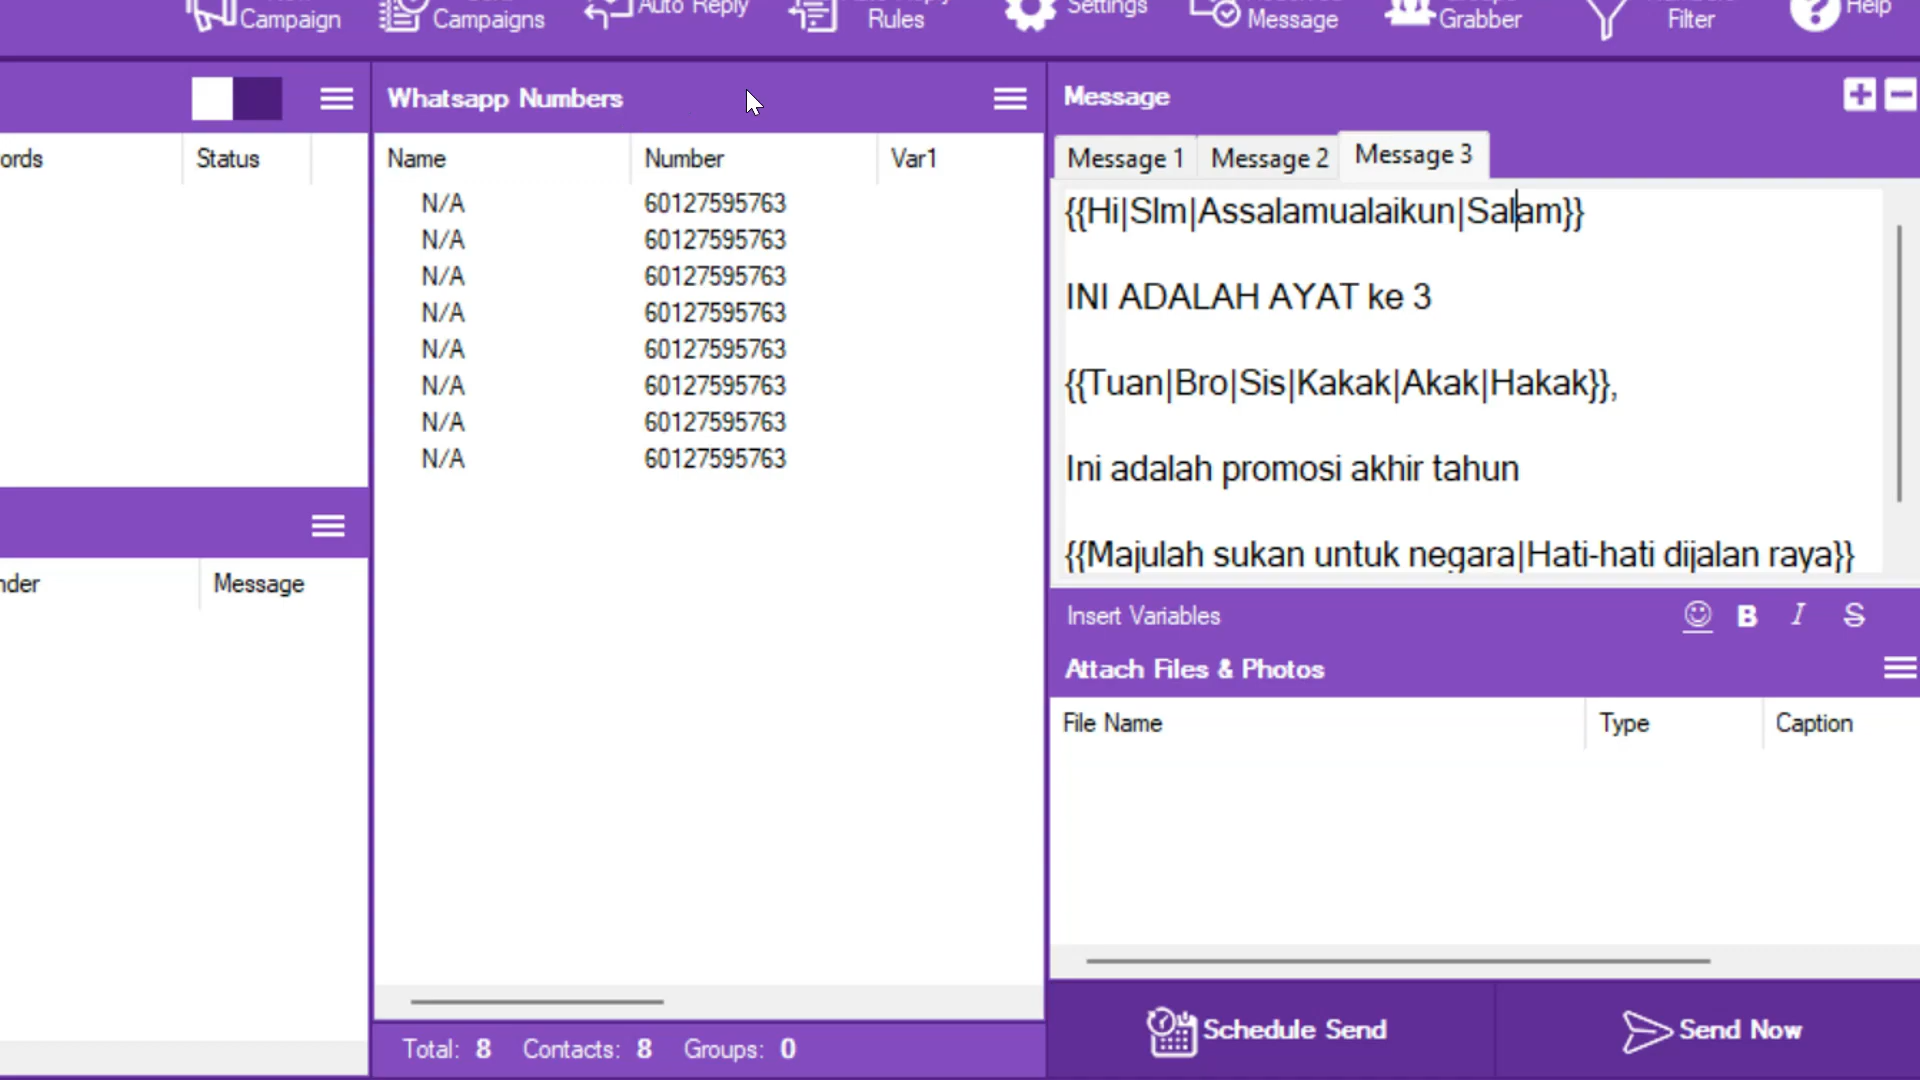 Campaign
Campaigns
Auto Reply
Rules
Settings
Message
Grabber
Filter
Help
Whatsapp Numbers
Message
ords
Status
Name
Number
Var1
Message 1
Message 2
Message 3
N/A 60127595763
N/A 60127595763
N/A 60127595763
N/A 60127595763
N/A 60127595763
N/A 60127595763
N/A 60127595763
N/A 60127595763
{{Hi|Slm|Assalamualaikun|Salam}}
INI ADALAH AYAT ke 3
{{Tuan|Bro|Sis|Kakak|Akak|Hakak}},
Ini adalah promosi akhir tahun
{{Majulah sukan untuk negara|Hati-hati dijalan raya}}
nder
Message
Insert Variables
B
I
S
Attach Files & Photos
File Name
Type
Caption
Total: 8
Contacts: 8
Groups: 0
Schedule Send
Send Now